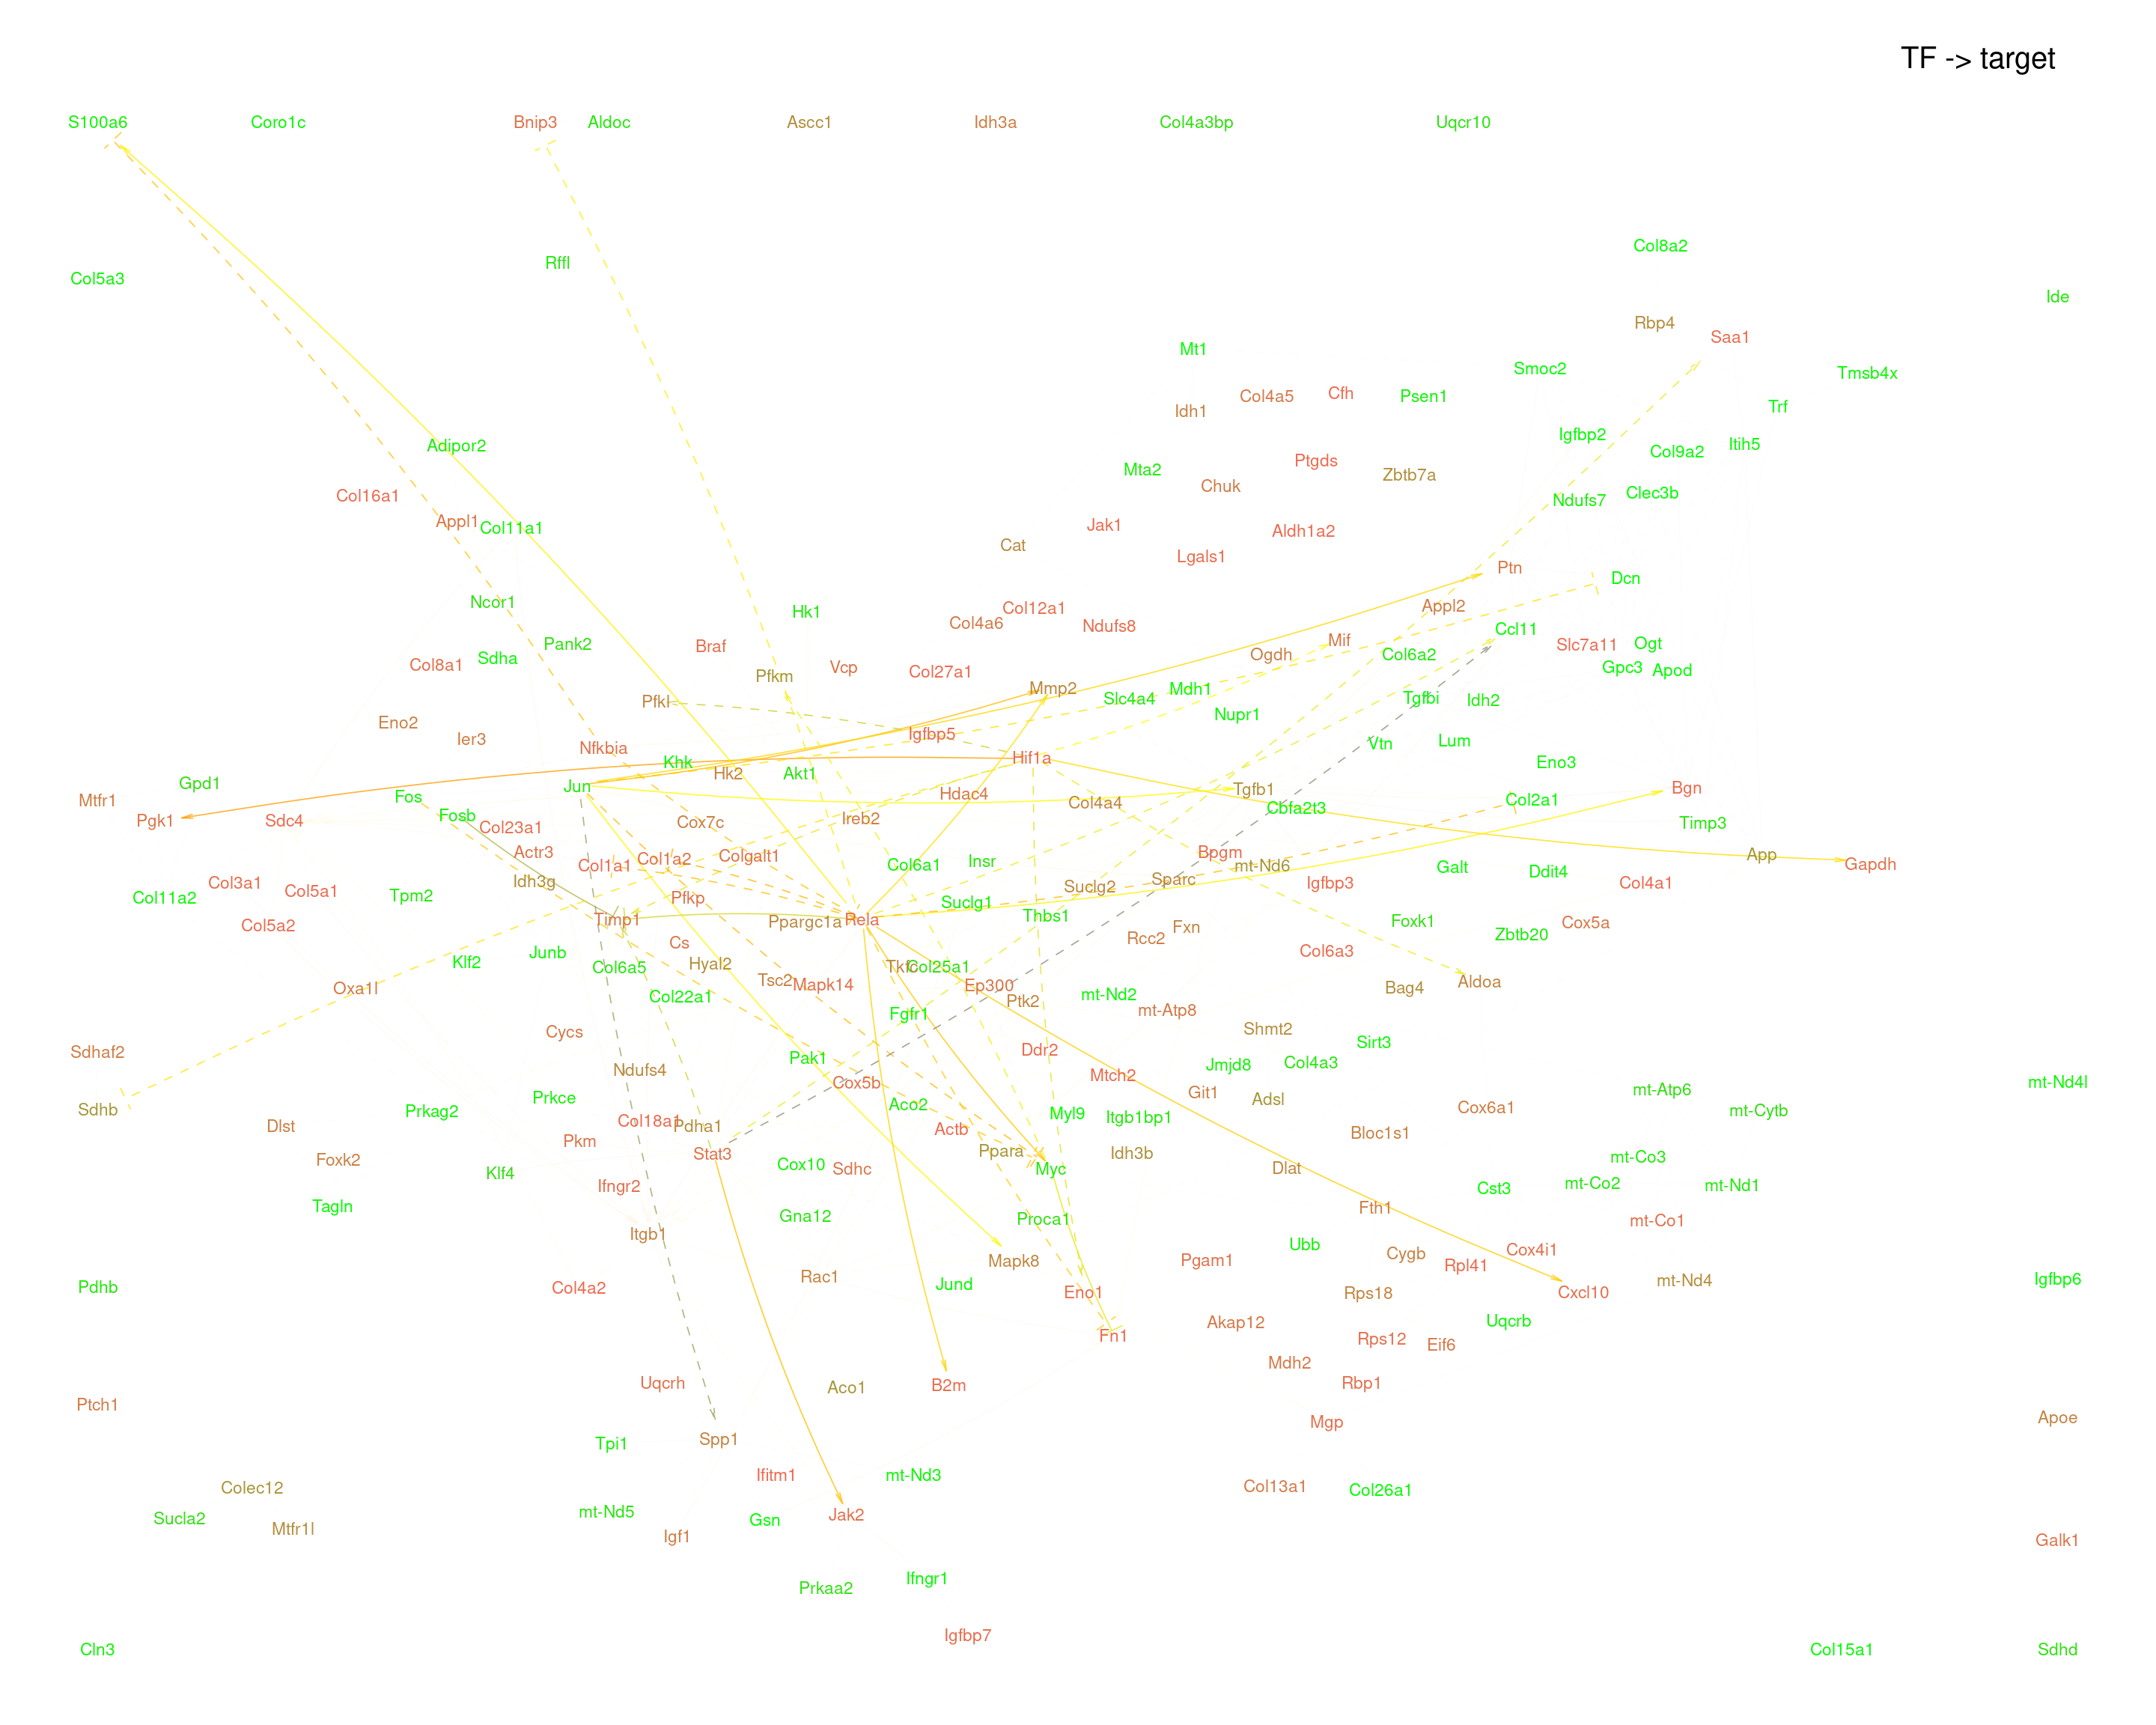 TF -> target
S100a6 Coro1c Bnip3 Aldoc Ascc1 Idh3a Col4a3bp Uqcr10
Col8a2
Rffl
Col5a3
Ide
Rbp4
Saa1
Mt1
Smoc2
Tmsb4x
Col4a5 Cfh Psen1
Trf
Idh1
Igfbp2
Adipor2 Itih5
Col9a2
Ptgds
Mta2 Zbtb7a
Chuk
Col16a1 Clec3b
Ndufs7
Appl1 Col11a1 Jak1 Aldh1a2
Cat
Lgals1
Ptn
Dcn
Ncor1 Hk1 Col12a1 Appl2
Col4a6 Ndufs8 Ccl11
Pank2 Braf Mif Slc7a11 Ogt
Sdha Ogdh Col6a2
Col8a1 Vcp Col27a1 Gpc3 Apod
Pfkm Mmp2 Mdh1
Pfkl Slc4a4 Tgfbi Idh2
Nupr1
Eno2 Ier3 Igfbp5 Vtn Lum
Nfkbia Khk Hif1a Eno3
Hk2 Akt1
Gpd1 Jun Tgfb1 Bgn
Mtfr1 Fos Hdac4 Col4a4 Cbfa2t3 Col2a1
Pgk1 Sdc4 Fosb Cox7c Ireb2 Timp3
Col23a1
Actr3 Col1a1 Col1a2 Colgalt1 Col6a1 Insr Bpgm mt-Nd6 App Gapdh
Galt Ddit4
Col3a1 Col5a1 Idh3g Suclg2 Sparc Igfbp3 Col4a1
Col11a2 Tpm2 Pfkp Suclg1
Col5a2 Timp1 Ppargc1a Rela Thbs1 Fxn Foxk1 Cox5a
Cs Rcc2 Zbtb20
Junb Col6a3
Klf2 Col6a5 Hyal2 Tkfc Col25a1
Oxa1l Col22a1 Tsc2 Mapk14 Ep300 Ptk2 mt-Nd2 Bag4 Aldoa
Fgfr1 mt-Atp8
Cycs Shmt2
Sdhaf2 Pak1 Ddr2 Jmjd8 Col4a3 Sirt3
Ndufs4 Cox5b Mtch2 mt-Nd4l
Sdhb Prkag2 Prkce Aco2 Myl9 Itgb1bp1 Git1 Adsl Cox6a1 mt-Atp6 mt-Cytb
Dlst Col18a1 Pdha1 Actb Bloc1s1
Foxk2 Pkm Stat3 Ppara Idh3b mt-Co3
Klf4 Cox10 Sdhc Myc Dlat
Ifngr2 Cst3 mt-Co2 mt-Nd1
Tagln Gna12 Proca1 Fth1 mt-Co1
Itgb1 Ubb Cygb Cox4i1
Rac1 Mapk8 Pgam1 Rpl41
Pdhb Col4a2 Jund Eno1 Rps18 Cxcl10 mt-Nd4 Igfbp6
Fn1 Akap12 Uqcrb
Rps12 Eif6
Mdh2
Uqcrh Aco1 B2m Rbp1
Ptch1 Mgp Apoe
Tpi1 Spp1
Ifitm1 mt-Nd3
Colec12 Col13a1 Col26a1
Sucla2 mt-Nd5 Gsn Jak2
Mtfr1l Igf1 Galk1
Prkaa2 Ifngr1
Igfbp7
Cln3 Col15a1 Sdhd